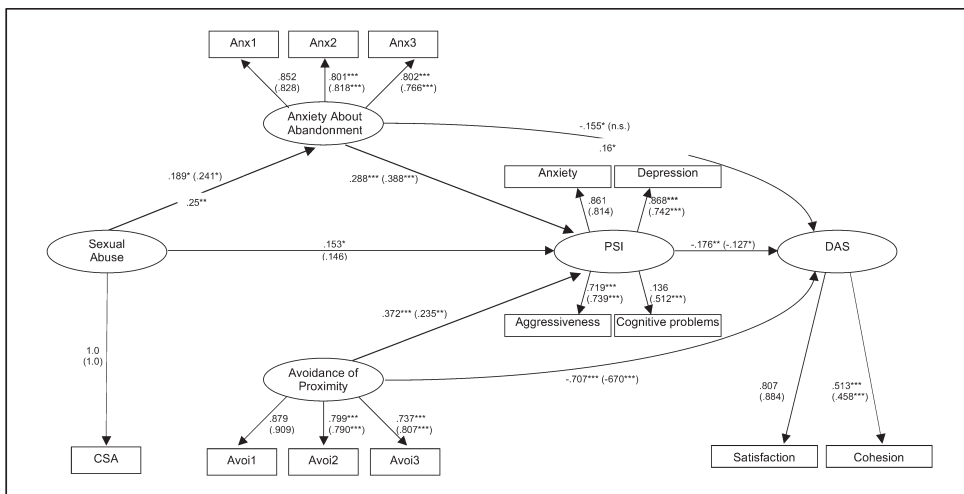 Anx1
Anx2
Anx3
.852
(.828)
.801***
(.818***)
.802***
(.766***)
Anxiety About
Abandonment
-.155* (n.s.)
.16*
.189* (.241*)
.25**
.288*** (.388***)
Anxiety
Depression
.861
(.814)
.868***
(.742***)
Sexual
Abuse
.153*
(.146)
PSI
-.176** (-.127*)
DAS
.719***
(.739***)
.136
(.512***)
.372*** (.235**)
Aggressiveness
Cognitive problems
1.0
(1.0)
Avoidance of
Proximity
-.707*** (-670***)
.807
(.884)
.513***
(.458***)
.879
(.909)
.799***
(.790***)
.737***
(.807***)
CSA
Avoi1
Avoi2
Avoi3
Satisfaction
Cohesion